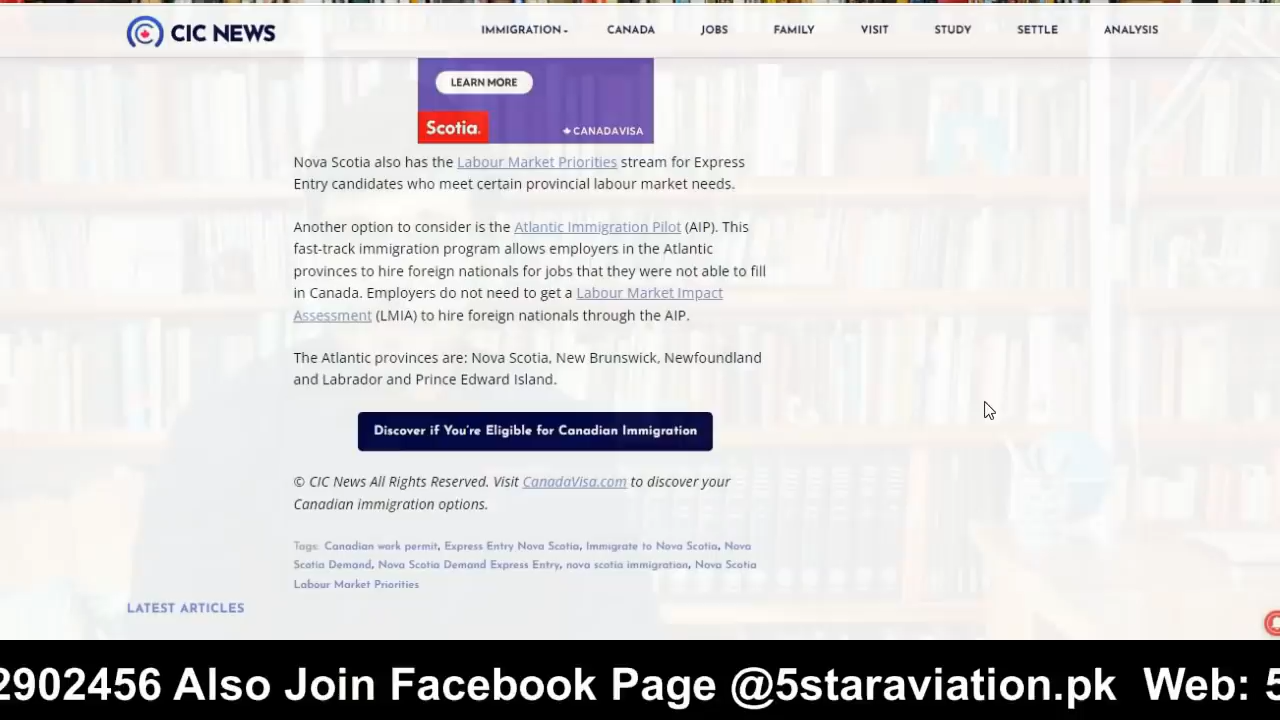 CIC NEWS
IMMIGRATION
CANADA
JOBS
FAMILY
VISIT
STUDY
SETTLE
ANALYSIS
LEARN MORE
Scotia.
CANADAVISA
Nova Scotia also has the Labour Market Priorities stream for Express
Entry candidates who meet certain provincial labour market needs.
Another option to consider is the Atlantic Immigration Pilot (AIP). This
fast-track immigration program allows employers in the Atlantic
provinces to hire foreign nationals for jobs that they were not able to fill
in Canada. Employers do not need to get a Labour Market Impact
Assessment (LMIA) to hire foreign nationals through the AIP.
The Atlantic provinces are: Nova Scotia, New Brunswick, Newfoundland
and Labrador and Prince Edward Island.
Discover if You're Eligible for Canadian Immigration
© CIC News All Rights Reserved. Visit CanadaVisa.com to discover your
Canadian immigration options.
Tags: Canadian work permit, Express Entry Nova Scotia, Immigrate to Nova Scotia, Nova
Scotia Demand, Nova Scotia Demand Express Entry, nova scotia immigration, Nova Scotia
Labour Market Priorities
LATEST ARTICLES
2902456 Also Join Facebook Page @5staraviation.pk Web: 5